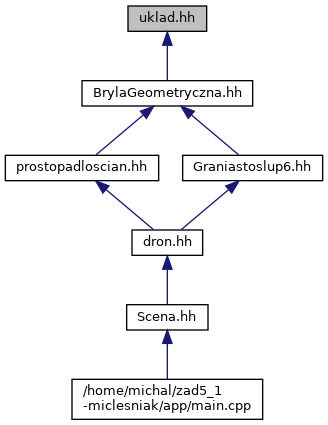 uklad.hh
BrylaGeometryczna.hh
prostopadloscian.hh
Graniastoslup6.hh
dron.hh
Scena.hh
/home/michal/zad5_1
-miclesniak/app/main.cpp